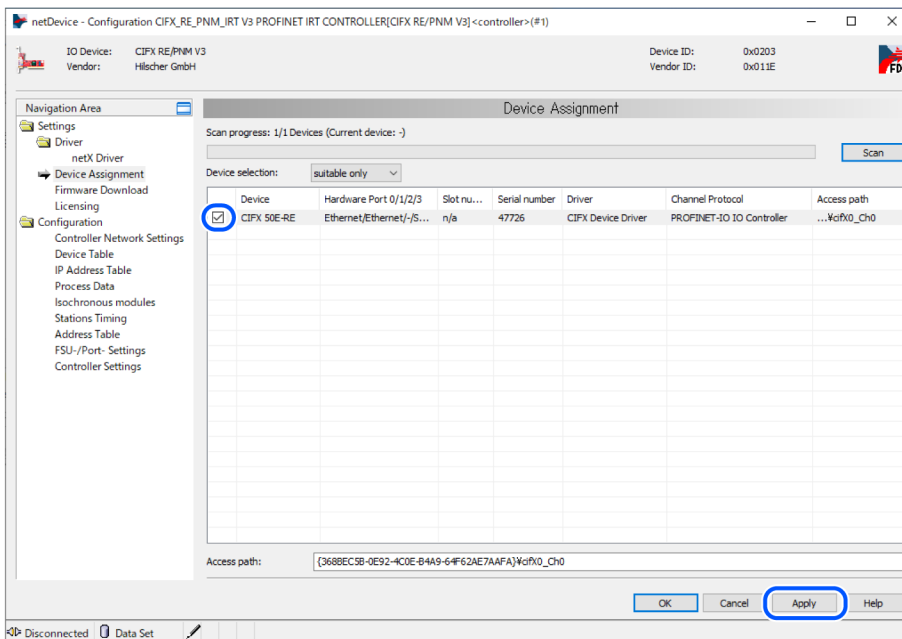 netDevice - Configuration CIFX_RE_PNM_IRT V3 PROFINET IRT CONTROLLER[CIFX RE/PNM V3]<controller>(#1)
IO Device: CIFX RE/PNM V3 Device ID: 0x0203
Vendor: Hilscher GmbH Vendor ID: 0x011E
FD
Navigation Area
Settings
Driver
netX Driver
Device Assignment
Firmware Download
Licensing
Configuration
Controller Network Settings
Device Table
IP Address Table
Process Data
Isochronous modules
Stations Timing
Address Table
FSU-/Port- Settings
Controller Settings
Device Assignment
Scan progress: 1/1 Devices (Current device: -)
Scan
Device selection: suitable only
Device Hardware Port 0/1/2/3 Slot nu... Serial number Driver Channel Protocol Access path
CIFX 50E-RE Ethernet/Ethernet/-/S... n/a 47726 CIFX Device Driver PROFINET-IO IO Controller ...¥cifX0_Ch0
Access path: {368BEC5B-0E92-4C0E-B4A9-64F62AE7AAFA}¥cifX0_Ch0
OK Cancel Apply Help
Disconnected Data Set